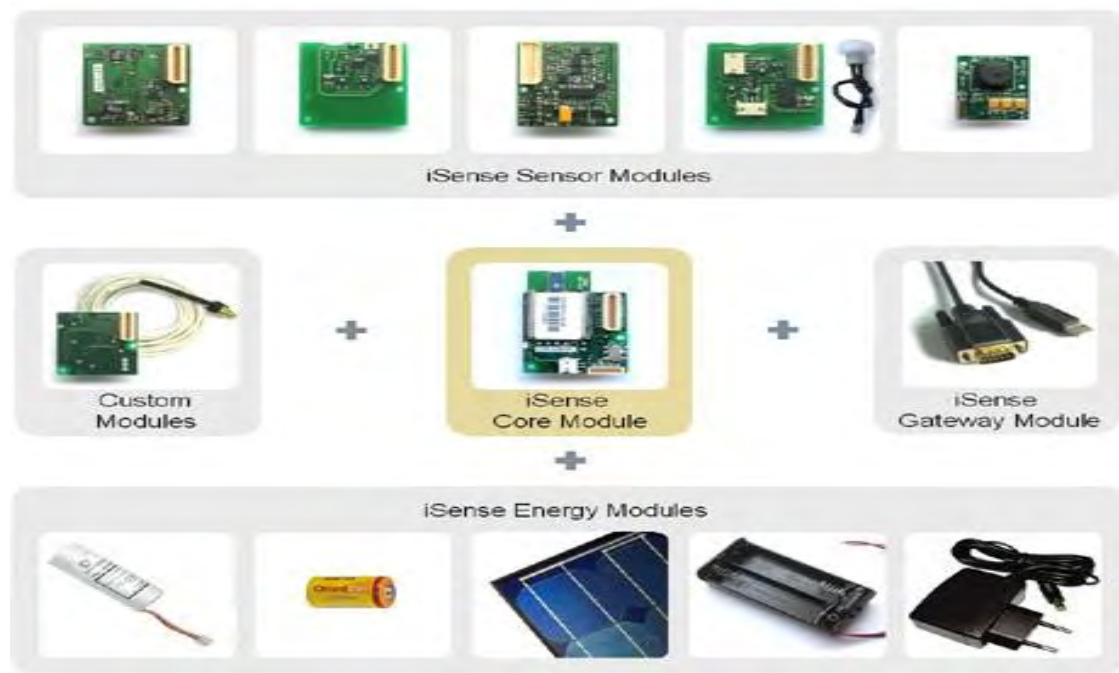 iSense Sensor Modules
Custom
Modules
iSense
Core Module
iSense
Gateway Module
iSense Energy Modules